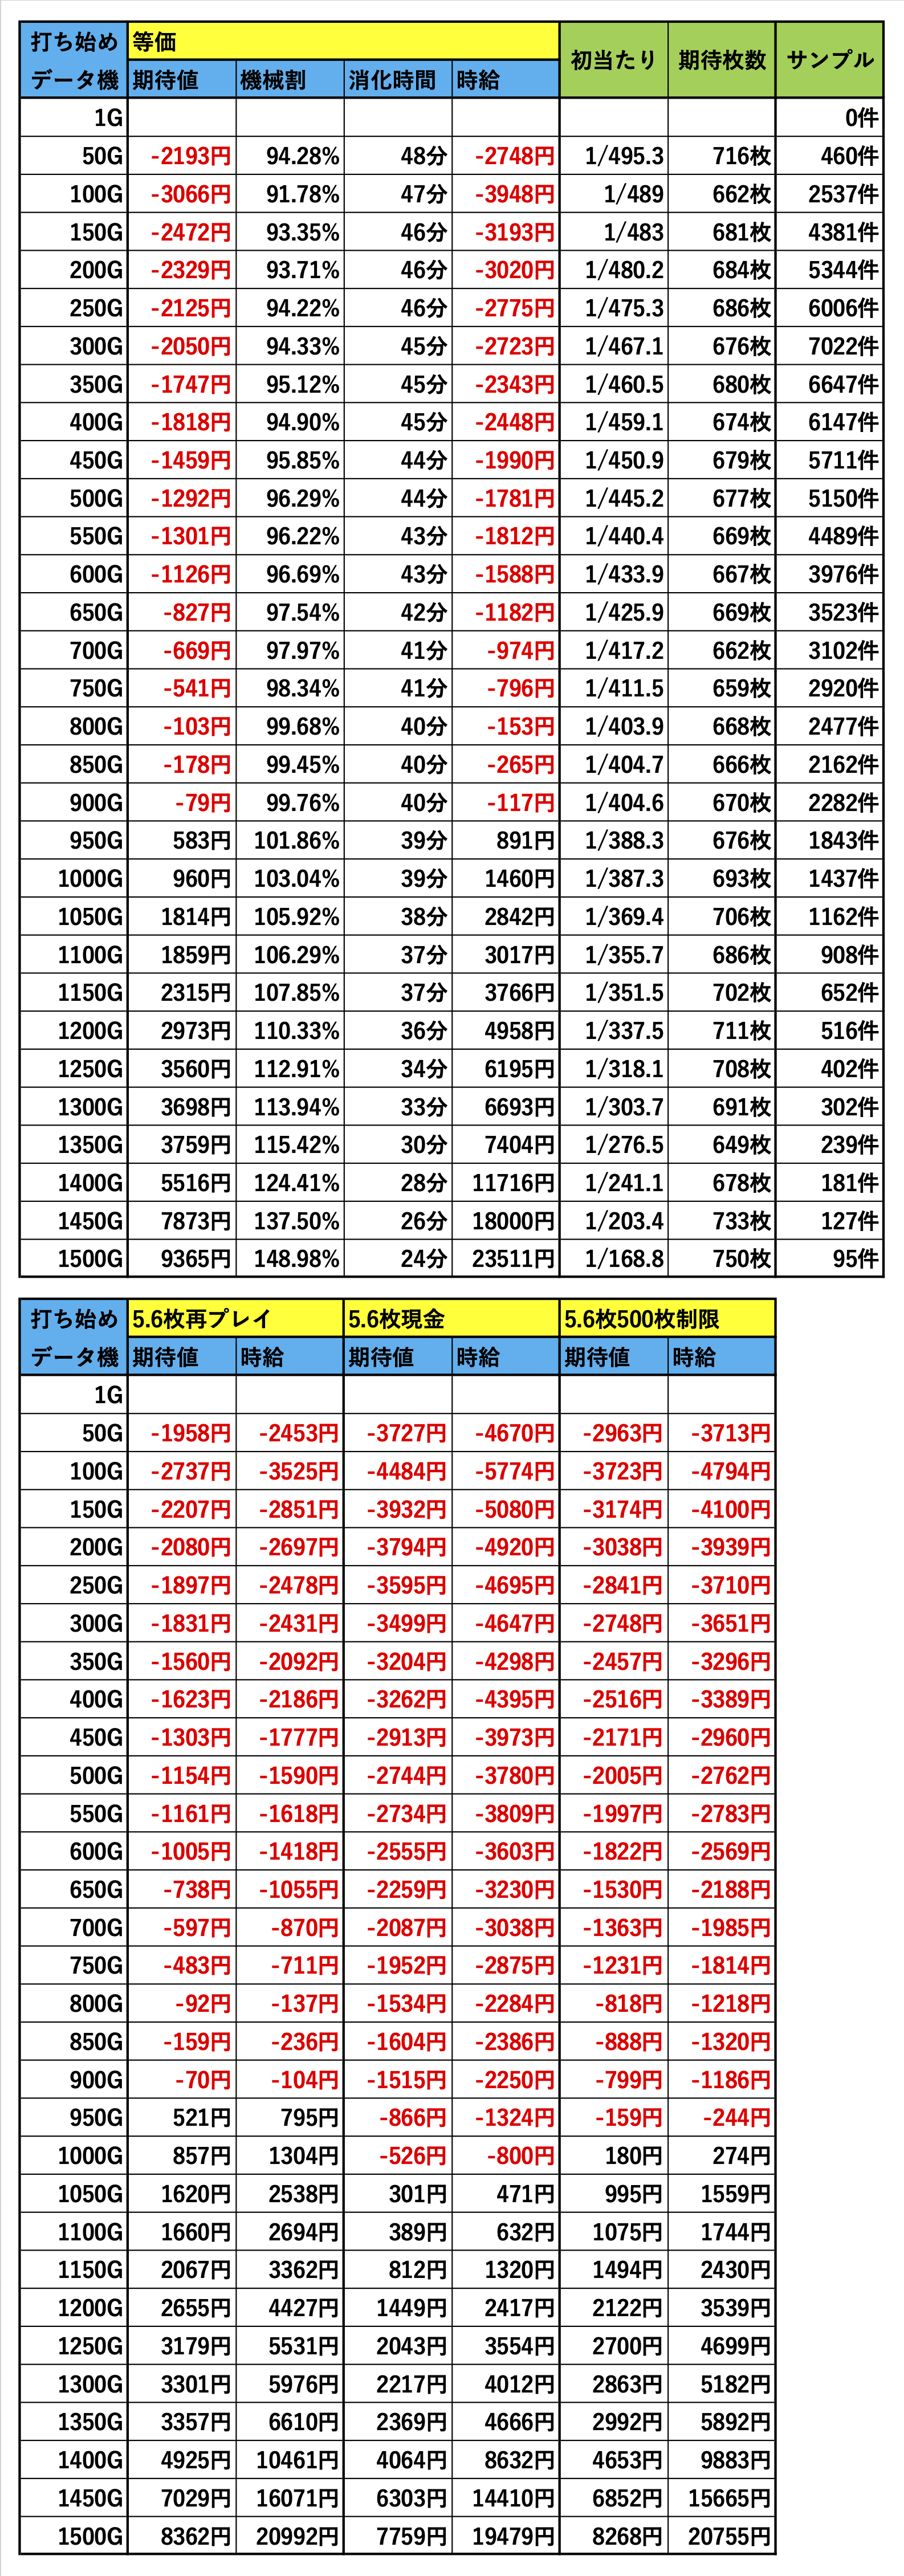 打ち始め 等価 初当たり 期待枚数 サンプル
データ機 期待値 機械割 消化時間 時給
1G 0件
50G -2193円 94.28% 48分 -2748円 1/495.3 716枚 460件
100G -3066円 91.78% 47分 -3948円 1/489 662枚 2537件
150G -2472円 93.35% 46分 -3193円 1/483 681枚 4381件
200G -2329円 93.71% 46分 -3020円 1/480.2 684枚 5344件
250G -2125円 94.22% 46分 -2775円 1/475.3 686枚 6006件
300G -2050円 94.33% 45分 -2723円 1/467.1 676枚 7022件
350G -1747円 95.12% 45分 -2343円 1/460.5 680枚 6647件
400G -1818円 94.90% 45分 -2448円 1/459.1 674枚 6147件
450G -1459円 95.85% 44分 -1990円 1/450.9 679枚 5711件
500G -1292円 96.29% 44分 -1781円 1/445.2 677枚 5150件
550G -1301円 96.22% 43分 -1812円 1/440.4 669枚 4489件
600G -1126円 96.69% 43分 -1588円 1/433.9 667枚 3976件
650G -827円 97.54% 42分 -1182円 1/425.9 669枚 3523件
700G -669円 97.97% 41分 -974円 1/417.2 662枚 3102件
750G -541円 98.34% 41分 -796円 1/411.5 659枚 2920件
800G -103円 99.68% 40分 -153円 1/403.9 668枚 2477件
850G -178円 99.45% 40分 -265円 1/404.7 666枚 2162件
900G -79円 99.76% 40分 -117円 1/404.6 670枚 2282件
950G 583円 101.86% 39分 891円 1/388.3 676枚 1843件
1000G 960円 103.04% 39分 1460円 1/387.3 693枚 1437件
1050G 1814円 105.92% 38分 2842円 1/369.4 706枚 1162件
1100G 1859円 106.29% 37分 3017円 1/355.7 686枚 908件
1150G 2315円 107.85% 37分 3766円 1/351.5 702枚 652件
1200G 2973円 110.33% 36分 4958円 1/337.5 711枚 516件
1250G 3560円 112.91% 34分 6195円 1/318.1 708枚 402件
1300G 3698円 113.94% 33分 6693円 1/303.7 691枚 302件
1350G 3759円 115.42% 30分 7404円 1/276.5 649枚 239件
1400G 5516円 124.41% 28分 11716円 1/241.1 678枚 181件
1450G 7873円 137.50% 26分 18000円 1/203.4 733枚 127件
1500G 9365円 148.98% 24分 23511円 1/168.8 750枚 95件
打ち始め 5.6枚再プレイ 5.6枚現金 5.6枚500枚制限
データ機 期待値 時給 期待値 時給 期待値 時給
1G
50G -1958円 -2453円 -3727円 -4670円 -2963円 -3713円
100G -2737円 -3525円 -4484円 -5774円 -3723円 -4794円
150G -2207円 -2851円 -3932円 -5080円 -3174円 -4100円
200G -2080円 -2697円 -3794円 -4920円 -3038円 -3939円
250G -1897円 -2478円 -3595円 -4695円 -2841円 -3710円
300G -1831円 -2431円 -3499円 -4647円 -2748円 -3651円
350G -1560円 -2092円 -3204円 -4298円 -2457円 -3296円
400G -1623円 -2186円 -3262円 -4395円 -2516円 -3389円
450G -1303円 -1777円 -2913円 -3973円 -2171円 -2960円
500G -1154円 -1590円 -2744円 -3780円 -2005円 -2762円
550G -1161円 -1618円 -2734円 -3809円 -1997円 -2783円
600G -1005円 -1418円 -2555円 -3603円 -1822円 -2569円
650G -738円 -1055円 -2259円 -3230円 -1530円 -2188円
700G -597円 -870円 -2087円 -3038円 -1363円 -1985円
750G -483円 -711円 -1952円 -2875円 -1231円 -1814円
800G -92円 -137円 -1534円 -2284円 -818円 -1218円
850G -159円 -236円 -1604円 -2386円 -888円 -1320円
900G -70円 -104円 -1515円 -2250円 -799円 -1186円
950G 521円 795円 -866円 -1324円 -159円 -244円
1000G 857円 1304円 -526円 -800円 180円 274円
1050G 1620円 2538円 301円 471円 995円 1559円
1100G 1660円 2694円 389円 632円 1075円 1744円
1150G 2067円 3362円 812円 1320円 1494円 2430円
1200G 2655円 4427円 1449円 2417円 2122円 3539円
1250G 3179円 5531円 2043円 3554円 2700円 4699円
1300G 3301円 5976円 2217円 4012円 2863円 5182円
1350G 3357円 6610円 2369円 4666円 2992円 5892円
1400G 4925円 10461円 4064円 8632円 4653円 9883円
1450G 7029円 16071円 6303円 14410円 6852円 15665円
1500G 8362円 20992円 7759円 19479円 8268円 20755円